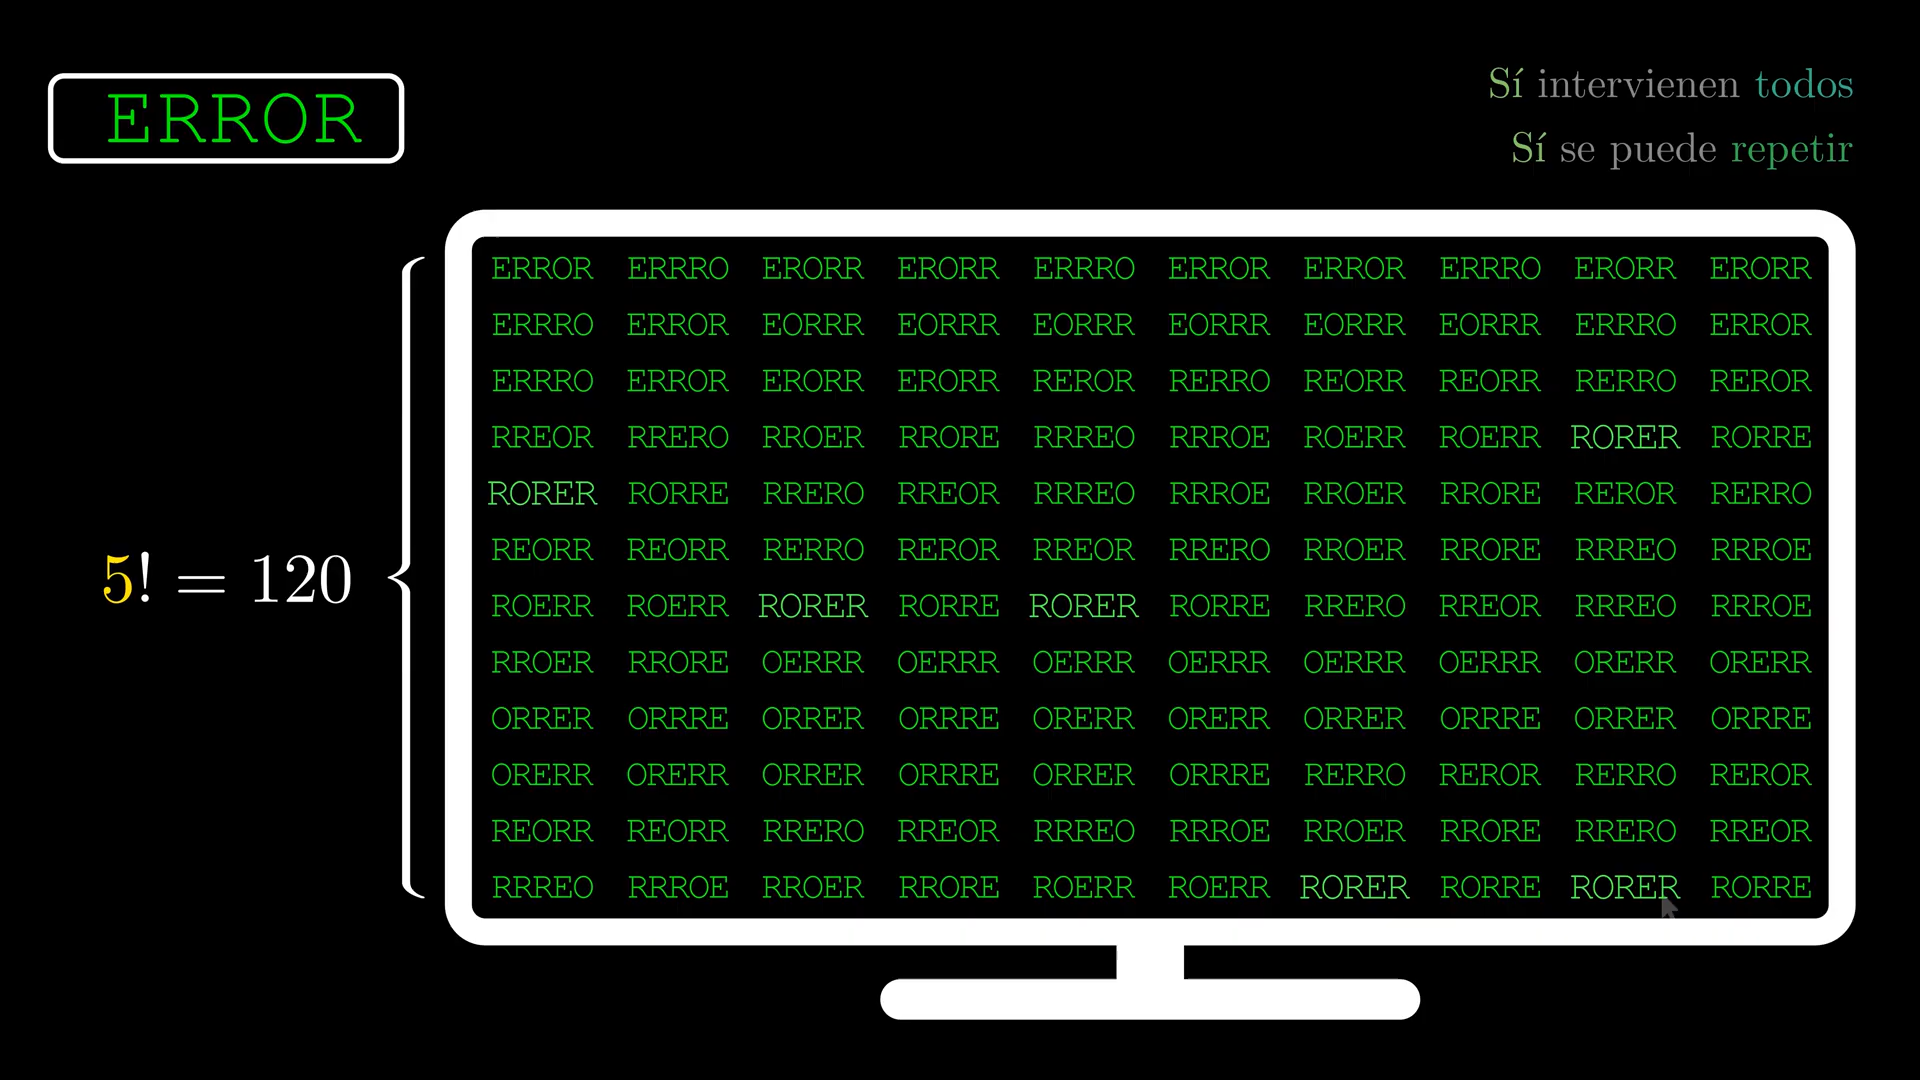 ERROR
Sí intervienen todos
Sí se puede repetir
ERROR ERRRO ERORR ERORR ERRRO ERROR ERROR ERRRO ERORR ERORR
ERRRO ERROR EORRR EORRR EORRR EORRR EORRR EORRR ERRRO ERROR
ERRRO ERROR ERORR ERORR REROR RERRO REORR REORR RERRO REROR
RREOR RRERO RROER RRORE RRREO RRROE ROERR ROERR RORER RORRE
RORER RORRE RRERO RREOR RRREO RRROE RROER RRORE REROR RERRO
5! = 120
REORR REORR RERRO REROR RREOR RRERO RROER RRORE RRREO RRROE
ROERR ROERR RORER RORRE RORER RORRE RRERO RREOR RRREO RRROE
RROER RRORE OERRR OERRR OERRR OERRR OERRR OERRR ORERR ORERR
ORRER ORRRE ORRER ORRRE ORERR ORERR ORRER ORRRE ORRER ORRRE
ORERR ORERR ORRER ORRRE ORRER ORRRE RERRO REROR RERRO REROR
REORR REORR RRERO RREOR RRREO RRROE RROER RRORE RRERO RREOR
RRREO RRROE RROER RRORE ROERR ROERR RORER RORRE RORER RORRE